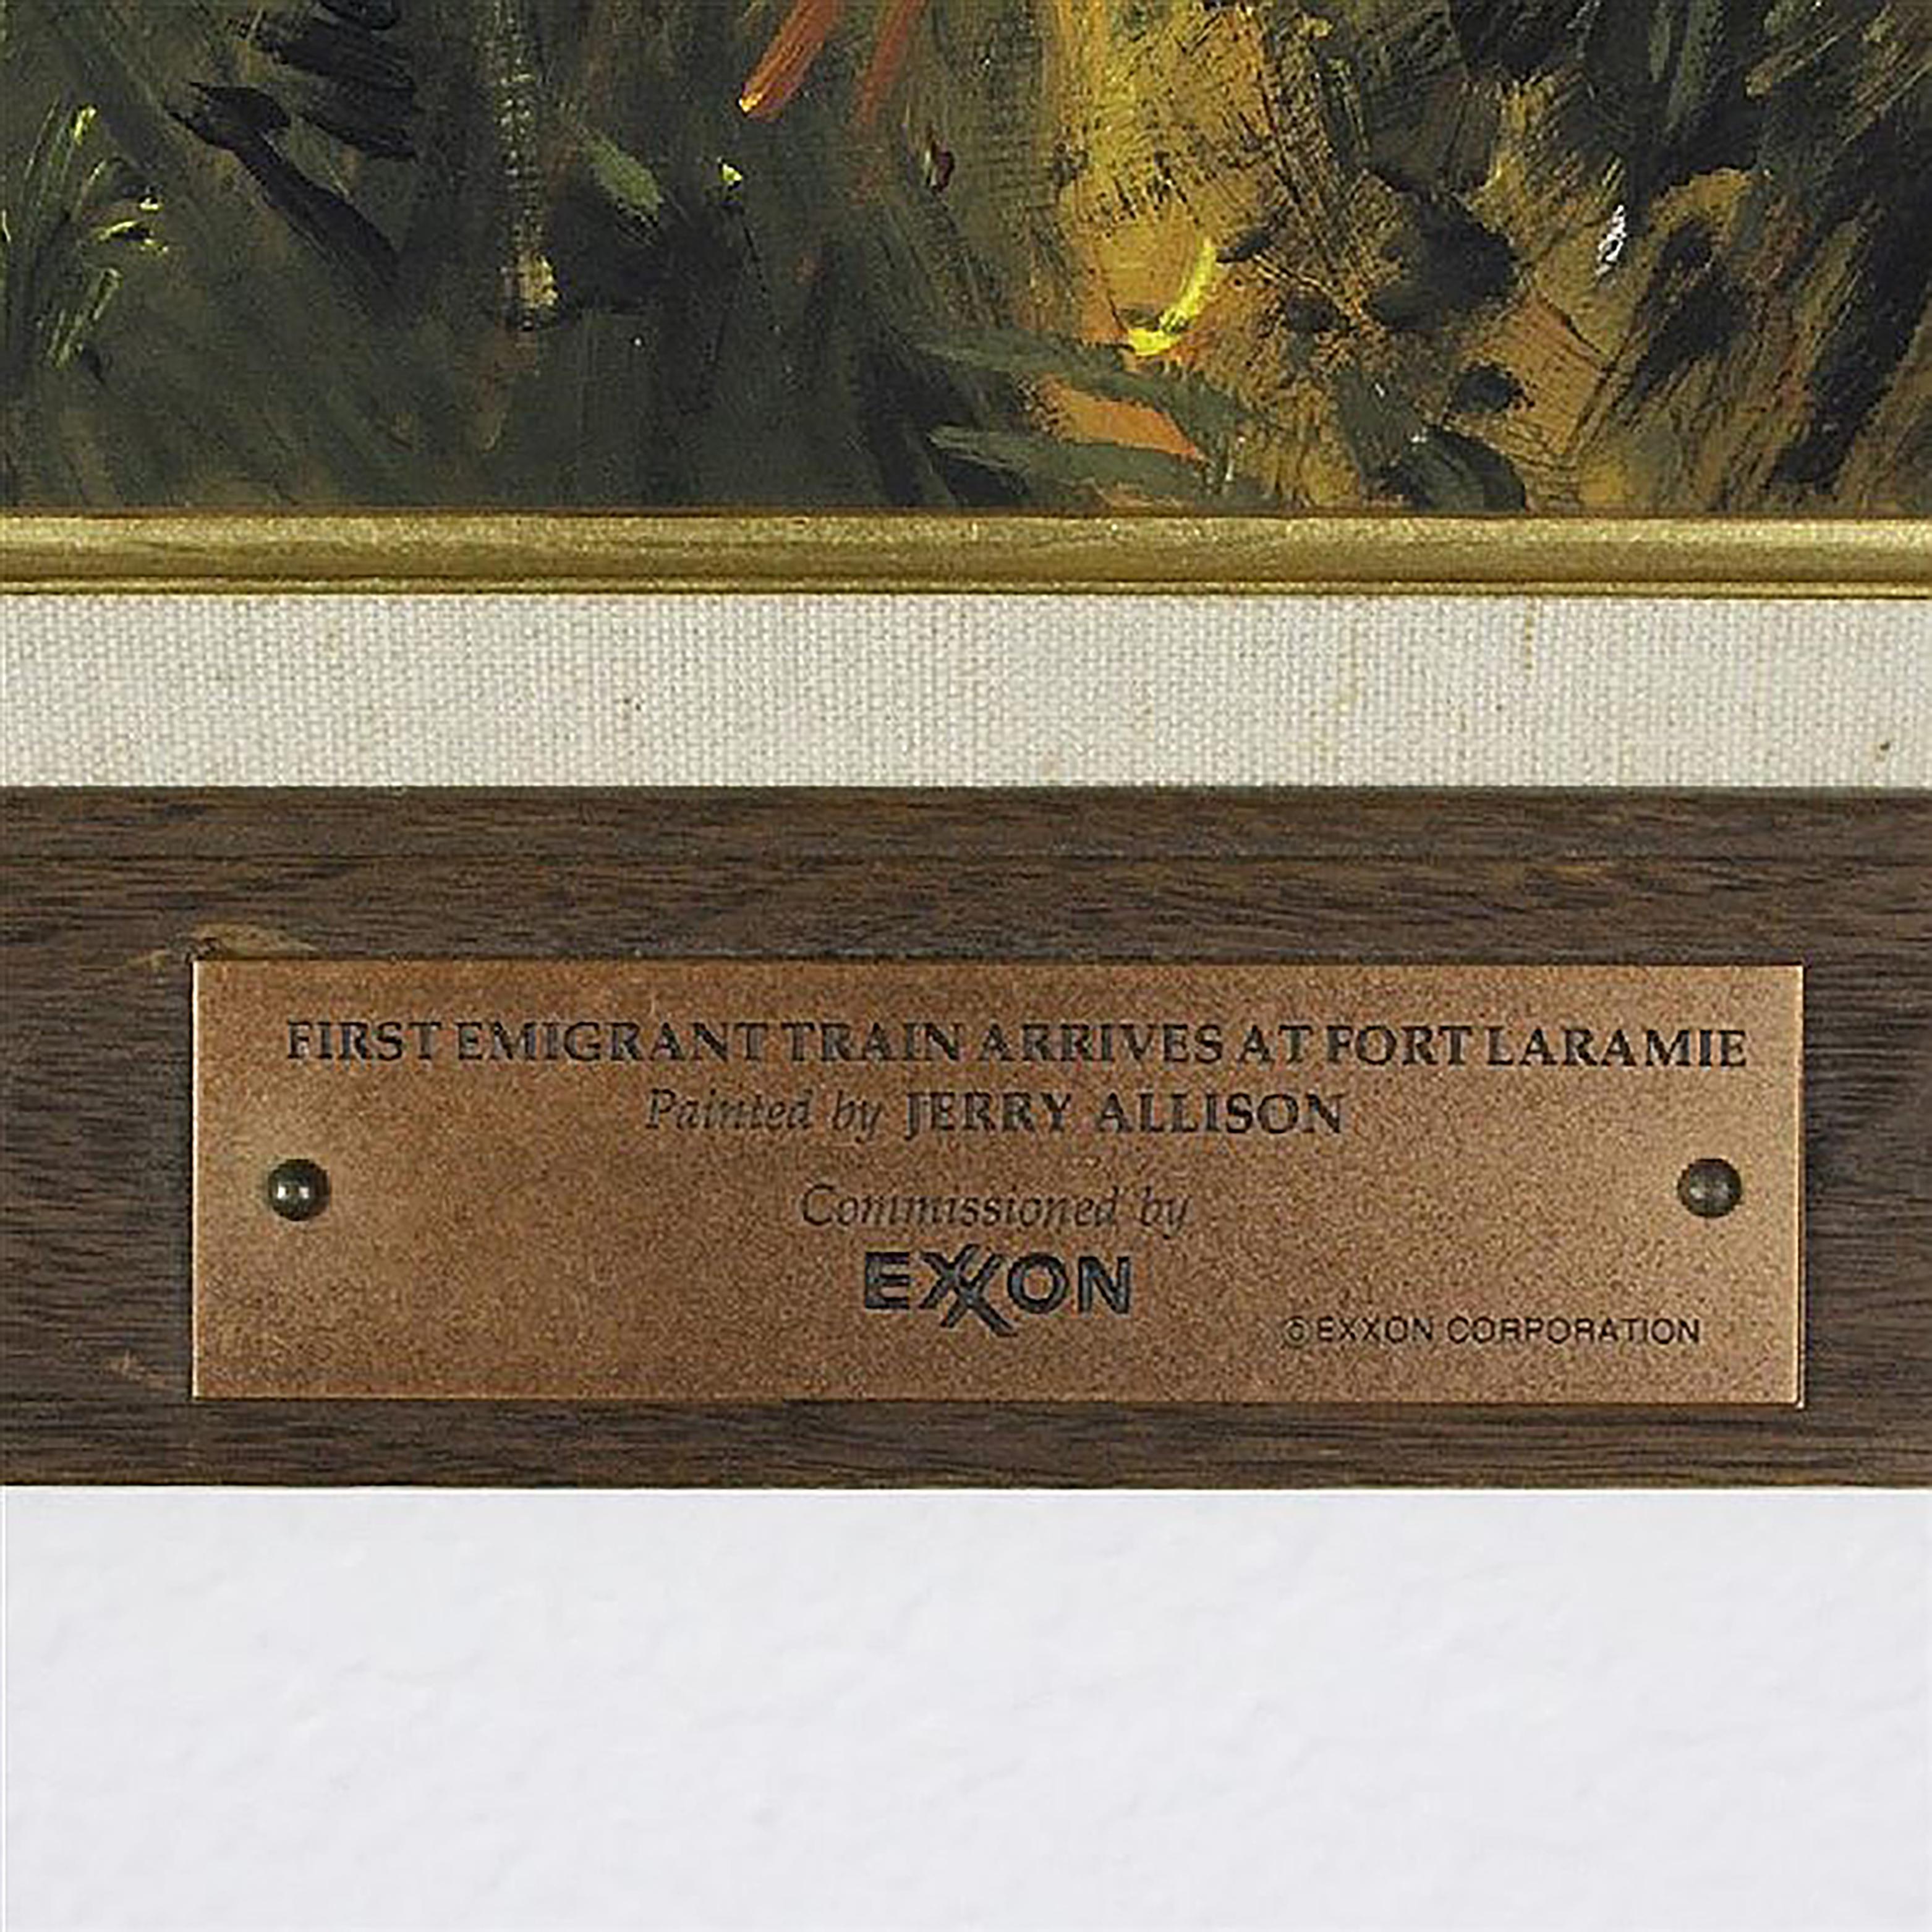 FIRST EMIGRANT TRAIN ARRIVES AT FORT LARAMIE
Painted by JERRY ALLISON
Commissioned by
EXXON
© EXXON CORPORATION